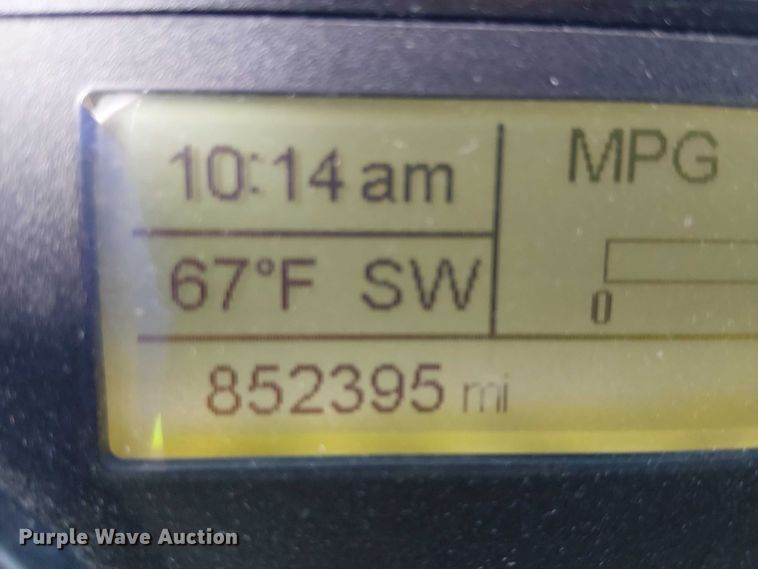 10:14 am
MPG
67°F SW
0
852395 mi
Purple Wave Auction